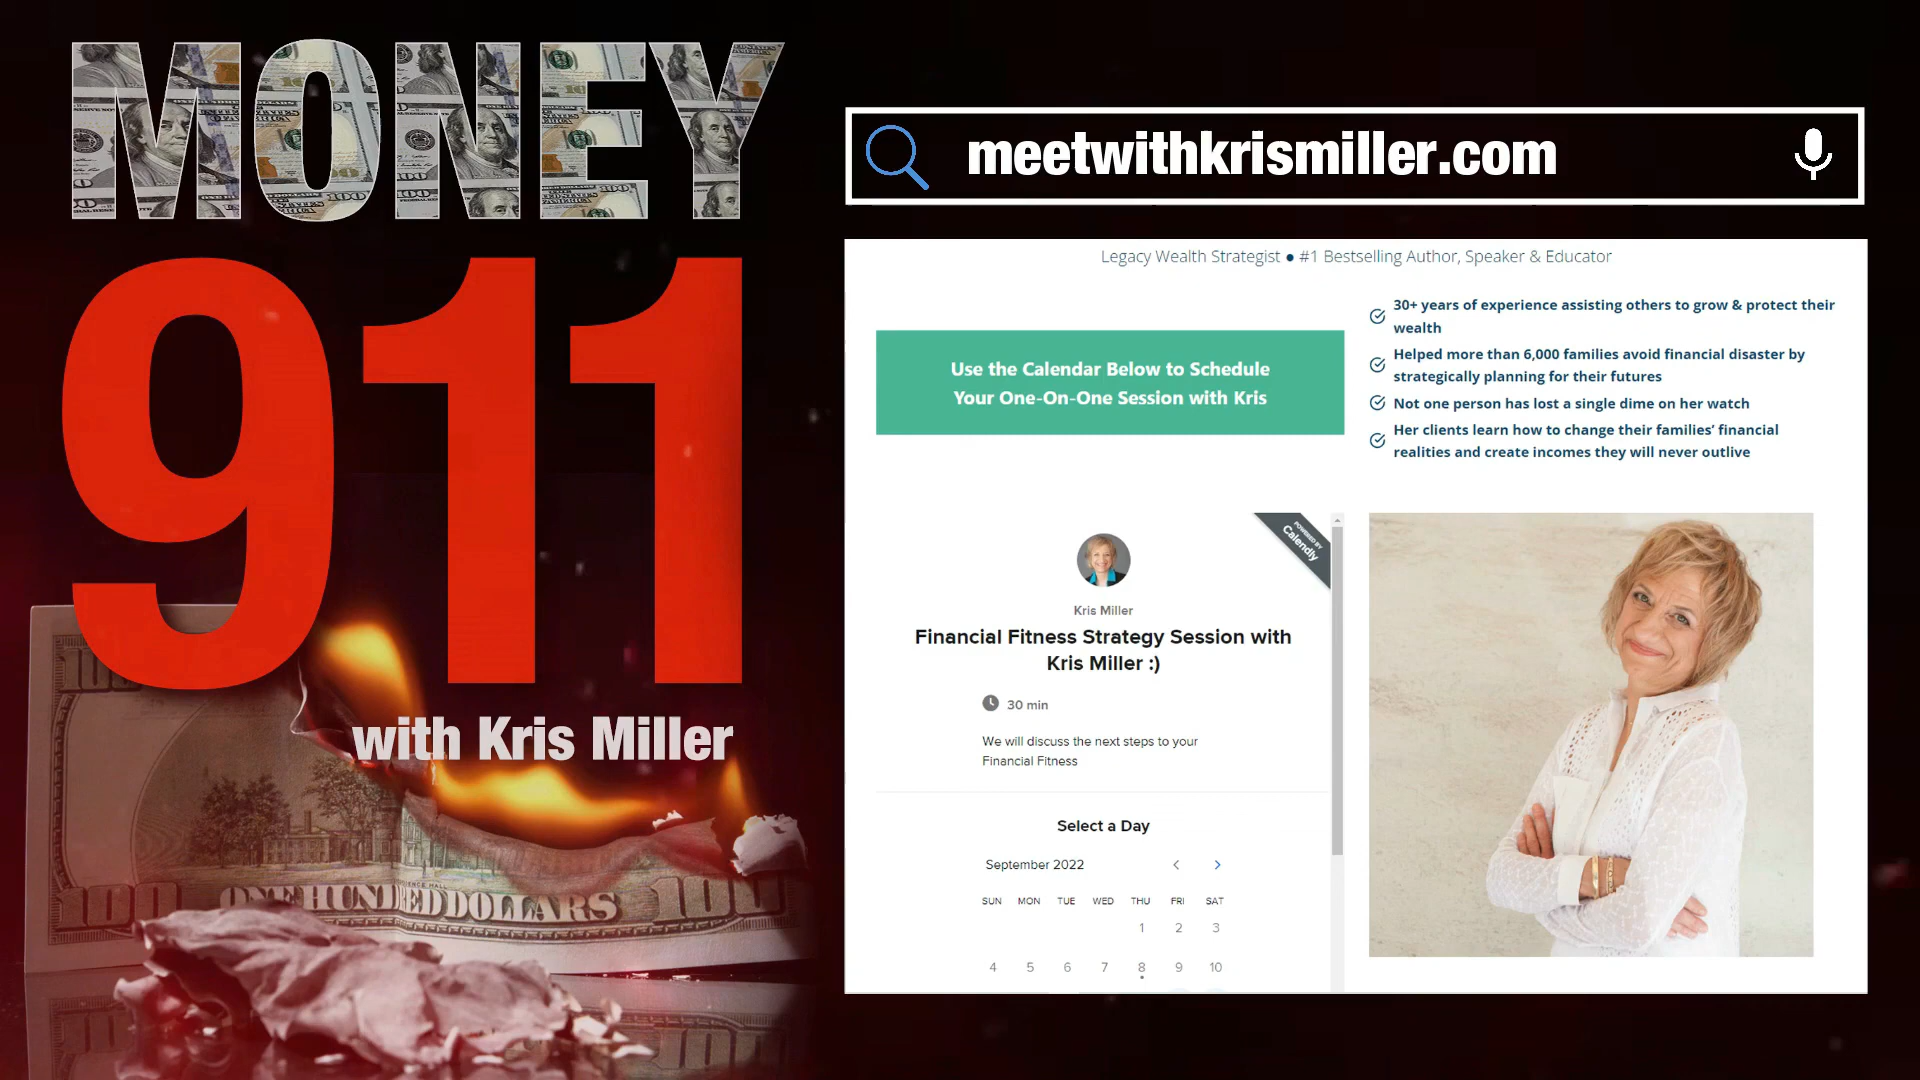 MONEY
911
with Kris Miller
100
ONE HUNDRED DOLLARS
100
meetwithkrismiller.com
Legacy Wealth Strategist ● #1 Bestselling Author, Speaker & Educator
Use the Calendar Below to Schedule
Your One-On-One Session with Kris
30+ years of experience assisting others to grow & protect their
wealth
Helped more than 6,000 families avoid financial disaster by
strategically planning for their futures
Not one person has lost a single dime on her watch
Her clients learn how to change their families’ financial
realities and create incomes they will never outlive
POWERED BY
Calendly
Kris Miller
Financial Fitness Strategy Session with
Kris Miller :)
30 min
We will discuss the next steps to your
Financial Fitness
Select a Day
September 2022
SUN MON TUE WED THU FRI SAT
1 2 3
4 5 6 7 8 9 10